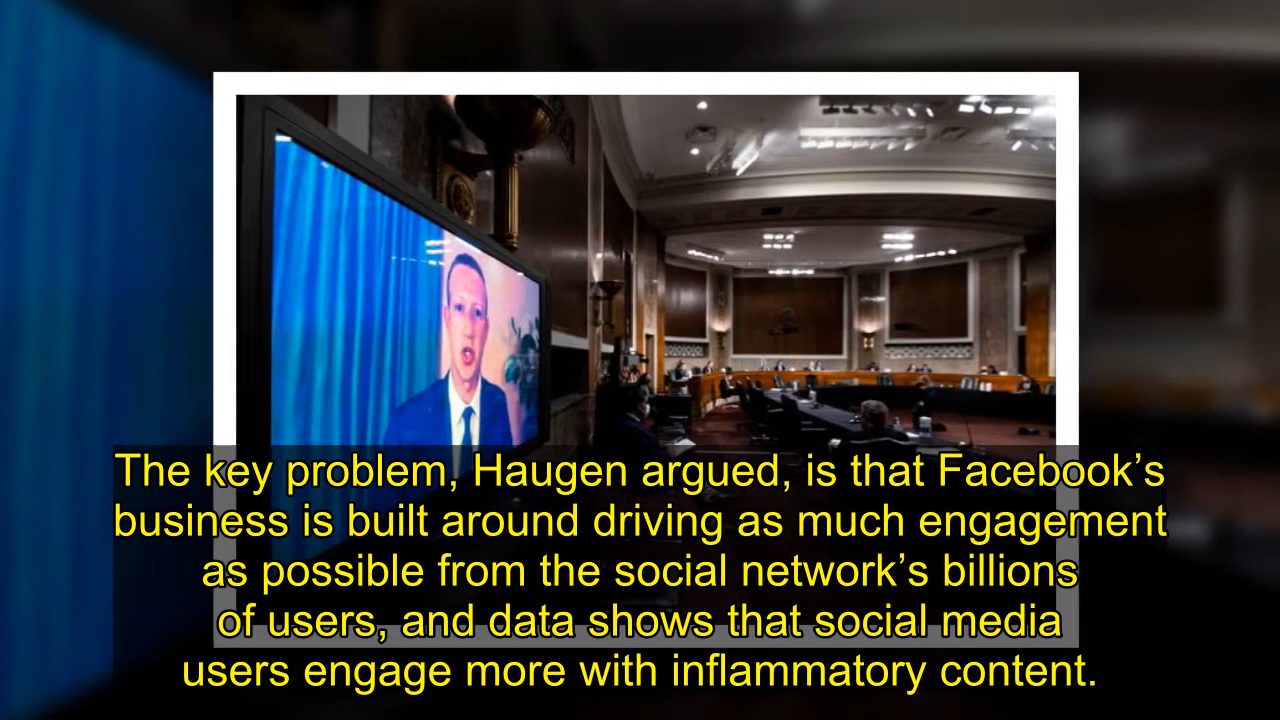 The key problem, Haugen argued, is that Facebook’s
business is built around driving as much engagement
as possible from the social network’s billions
of users, and data shows that social media
users engage more with inflammatory content.